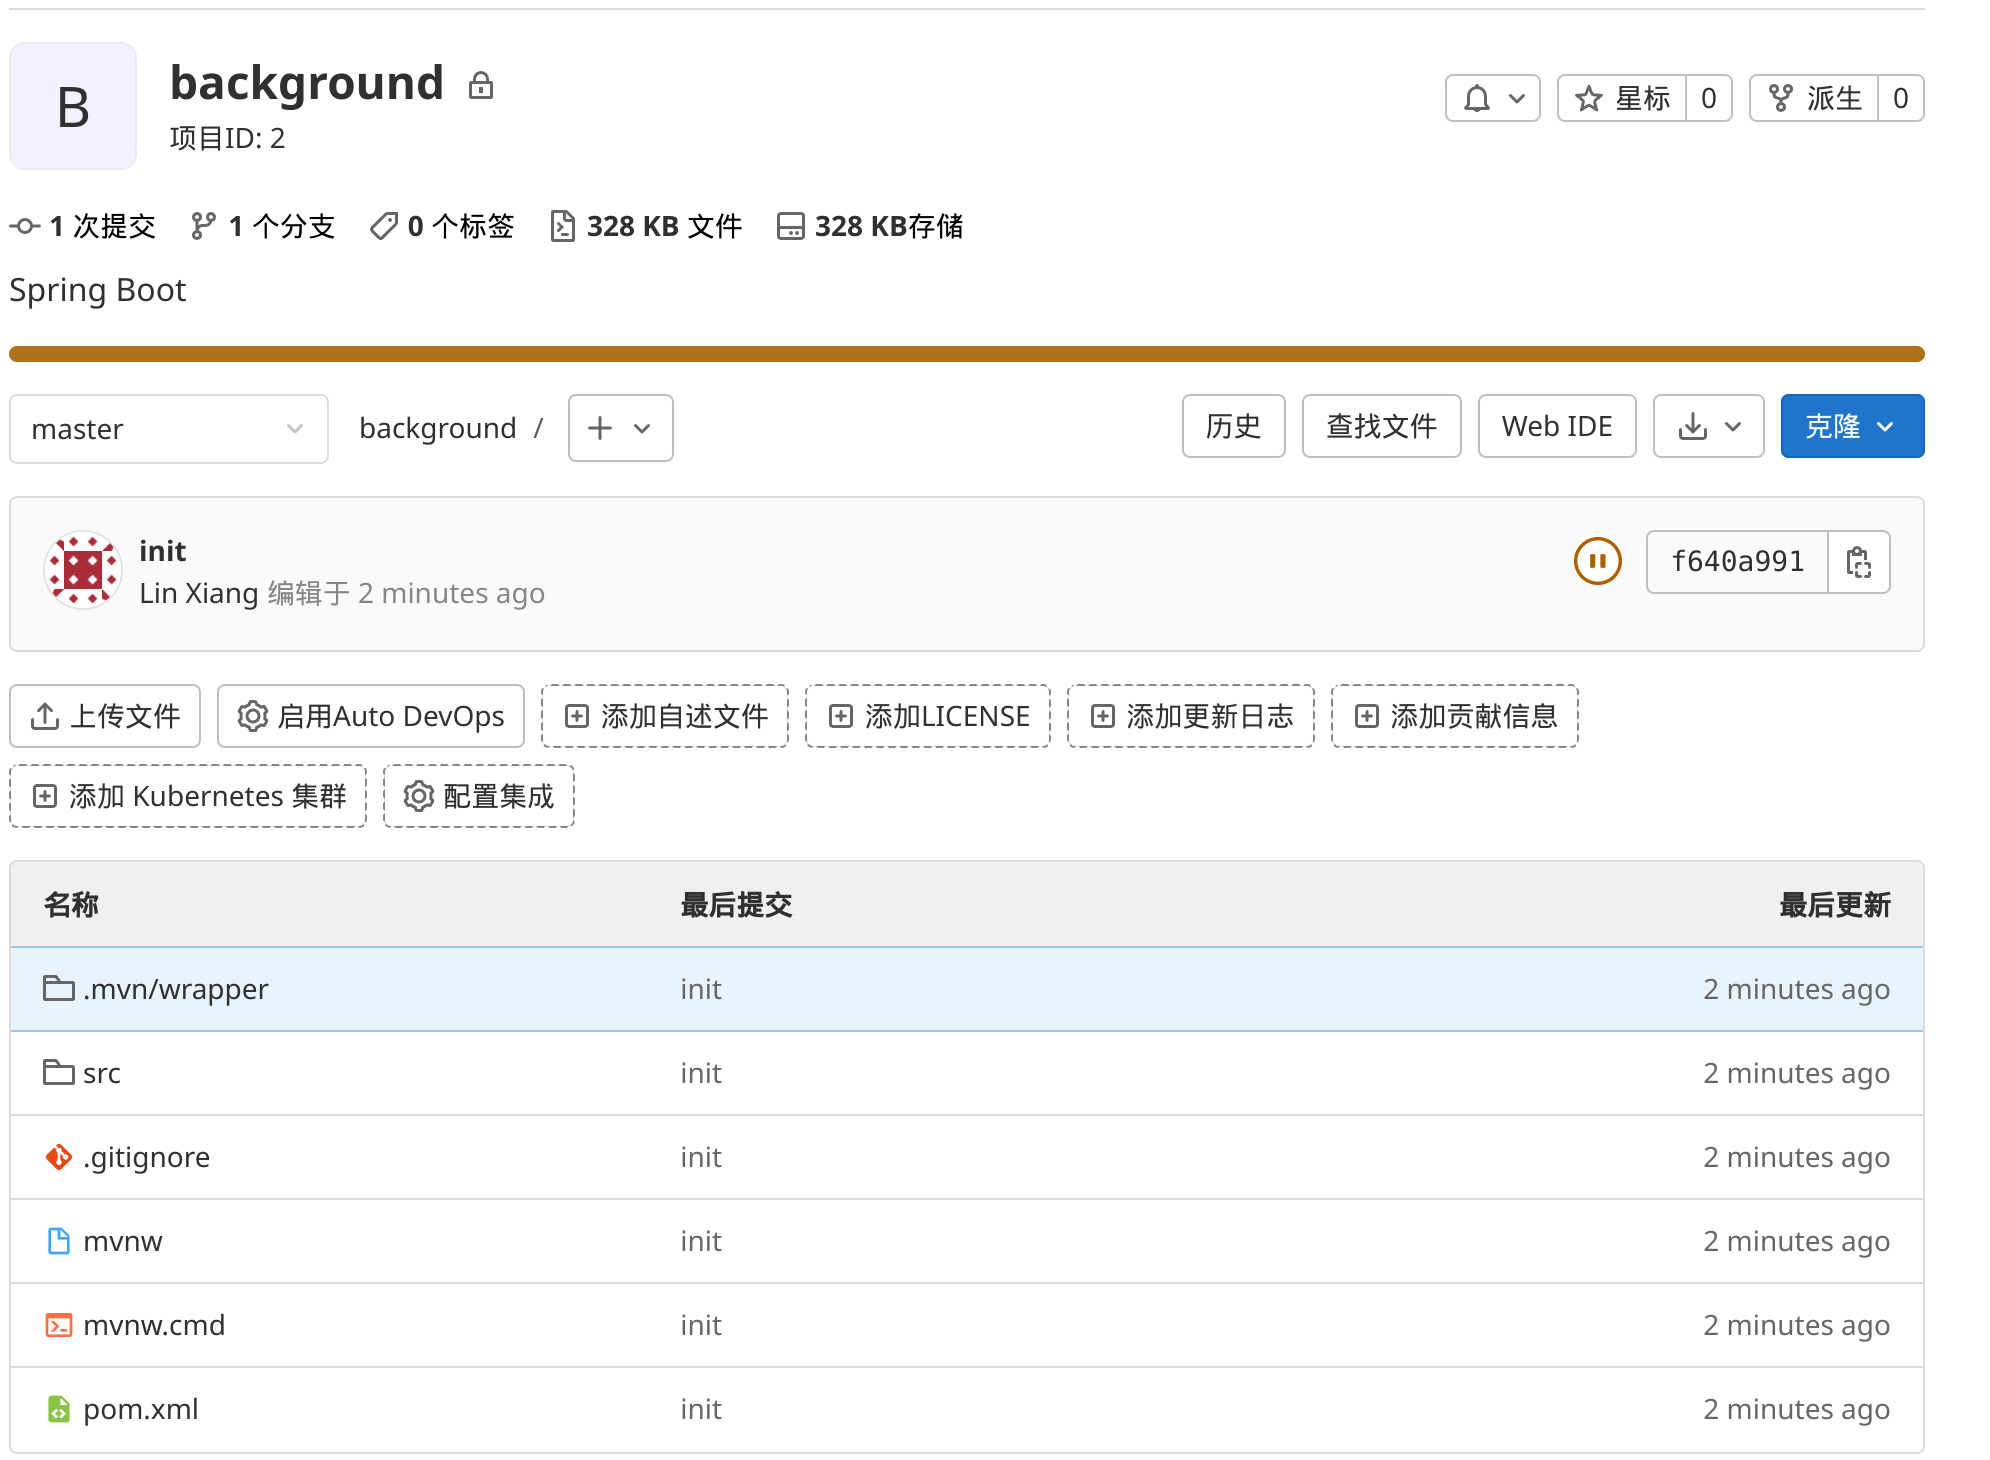 B
background
项目ID: 2
星标 0
派生 0
1 次提交 1 个分支 0 个标签 328 KB 文件 328 KB存储
Spring Boot
master background / 历史 查找文件 Web IDE 克隆
init
Lin Xiang 编辑于 2 minutes ago
f640a991
上传文件 启用Auto DevOps 添加自述文件 添加LICENSE 添加更新日志 添加贡献信息
添加 Kubernetes 集群 配置集成
名称 最后提交 最后更新
.mvn/wrapper init 2 minutes ago
src init 2 minutes ago
.gitignore init 2 minutes ago
mvnw init 2 minutes ago
mvnw.cmd init 2 minutes ago
pom.xml init 2 minutes ago